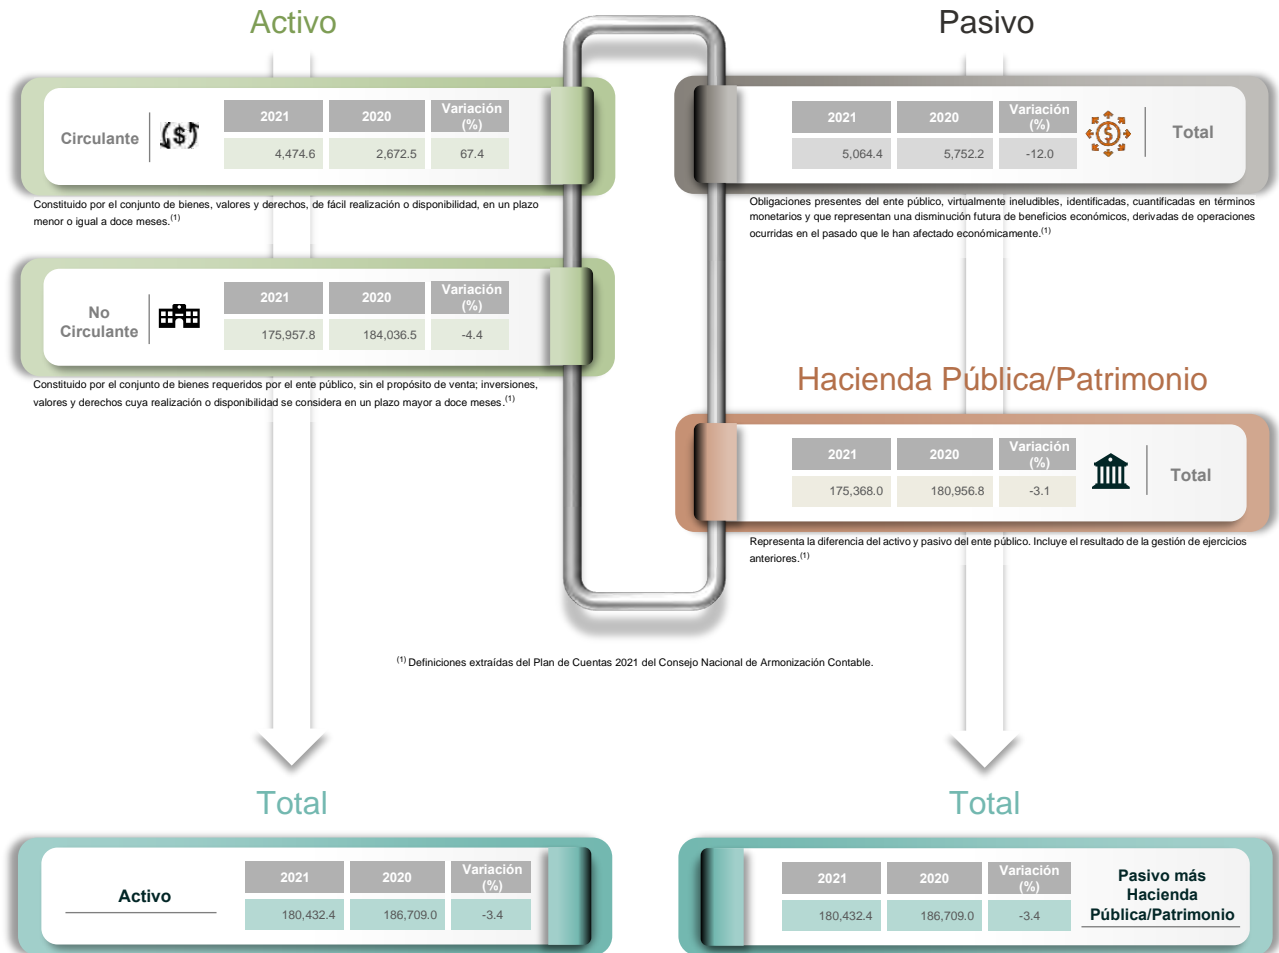 Activo
Circulante
2021 2020 Variación
(%)
4,474.6 2,672.5 67.4
Constituido por el conjunto de bienes, valores y derechos, de fácil realización o disponibilidad, en un plazo
menor o igual a doce meses.(1)
No
Circulante
2021 2020 Variación
(%)
175,957.8 184,036.5 -4.4
Constituido por el conjunto de bienes requeridos por el ente público, sin el propósito de venta; inversiones,
valores y derechos cuya realización o disponibilidad se considera en un plazo mayor a doce meses.(1)
Pasivo
2021 2020 Variación
(%)
5,064.4 5,752.2 -12.0
Total
Obligaciones presentes del ente público, virtualmente ineludibles, identificadas, cuantificadas en términos
monetarios y que representan una disminución futura de beneficios económicos, derivadas de operaciones
ocurridas en el pasado que le han afectado económicamente.(1)
Hacienda Pública/Patrimonio
2021 2020 Variación
(%)
175,368.0 180,956.8 -3.1
Total
Representa la diferencia del activo y pasivo del ente público. Incluye el resultado de la gestión de ejercicios
anteriores.(1)
(1) Definiciones extraídas del Plan de Cuentas 2021 del Consejo Nacional de Armonización Contable.
Total
Activo
2021 2020 Variación
(%)
180,432.4 186,709.0 -3.4
Total
2021 2020 Variación
(%)
180,432.4 186,709.0 -3.4
Pasivo más
Hacienda
Pública/Patrimonio